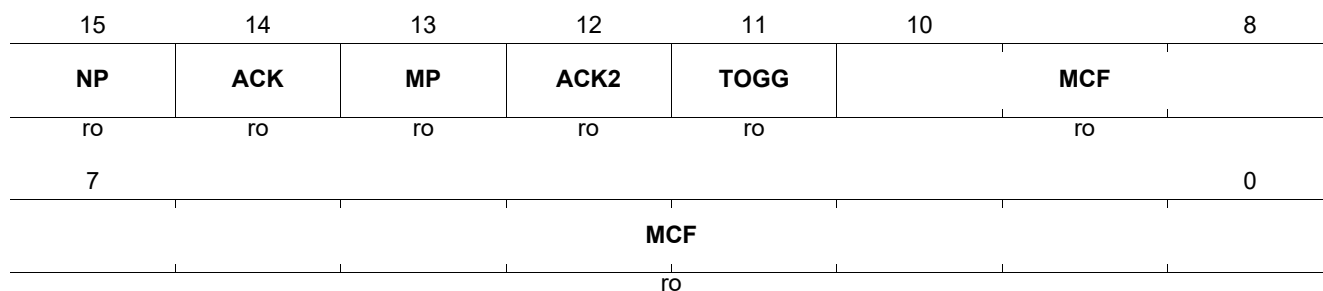 15 14 13 12 11 10 8
NP ACK MP ACK2 TOGG MCF
ro ro ro ro ro ro
7 0
MCF
ro